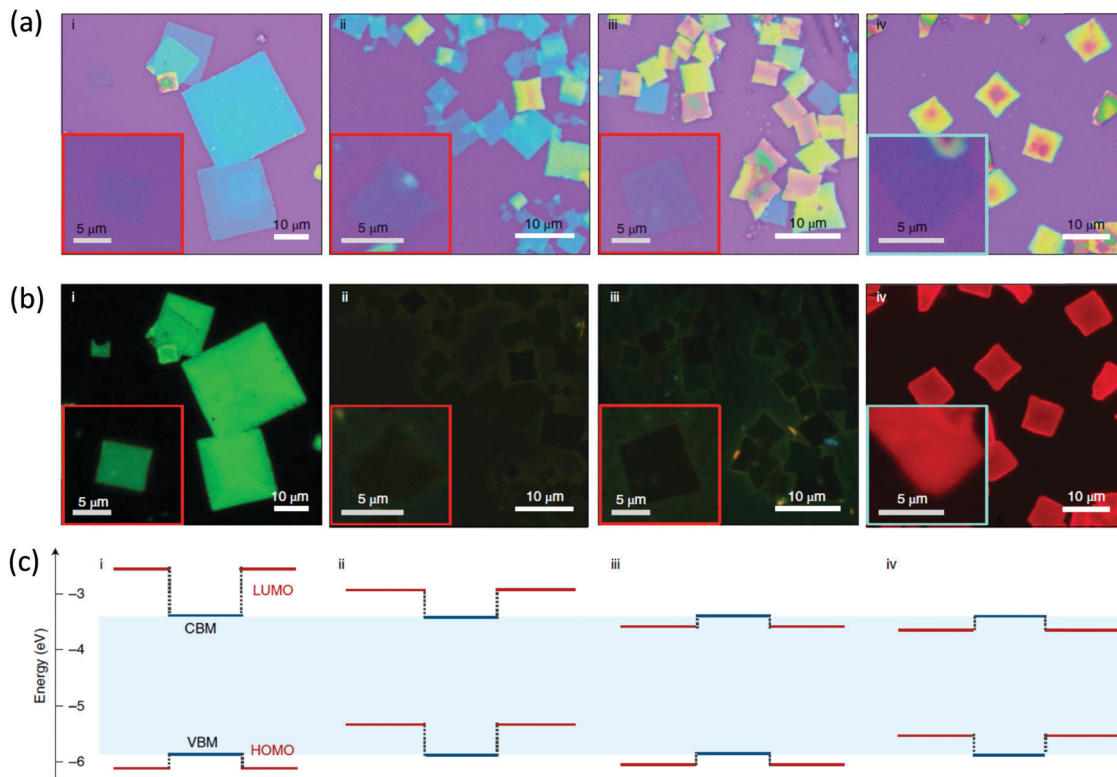 (a)
i
5 μm
10 μm
ii
5 μm
10 μm
iii
5 μm
10 μm
iv
5 μm
10 μm
(b)
i
5 μm
10 μm
ii
5 μm
10 μm
iii
5 μm
10 μm
iv
5 μm
10 μm
(c)
i
ii
iii
iv
Energy (eV)
–3
–4
–5
–6
LUMO
CBM
VBM
HOMO